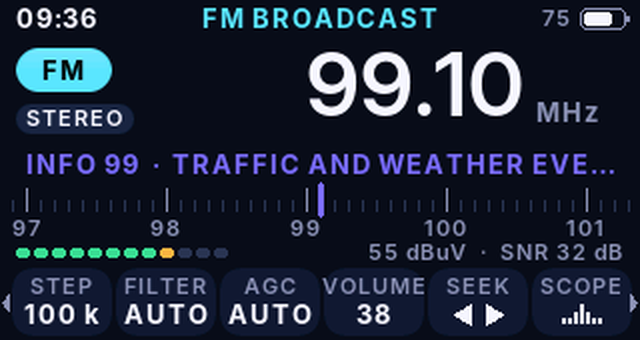 09:36 FM BROADCAST 75
FM 99.10 MHz
STEREO
INFO 99 · TRAFFIC AND WEATHER EVE...
97 98 99 100 101
55 dBuV · SNR 32 dB
STEP FILTER AGC VOLUME SEEK SCOPE
100 k AUTO AUTO 38